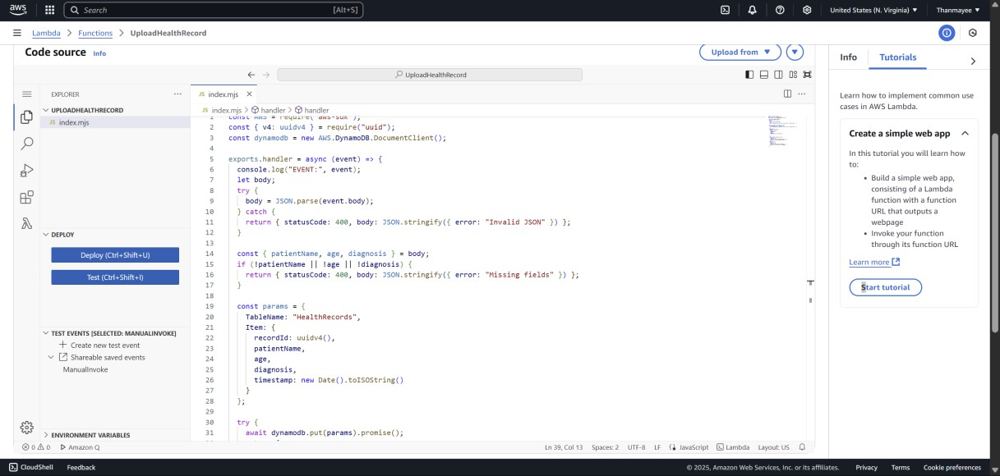 aws
Search [Alt+S]
United States (N. Virginia) ▼ Thanmayee ▼
Lambda > Functions > UploadHealthRecord
Code source Info
Upload from ▼
UploadHealthRecord
EXPLORER ...
UPLOADHEALTHRECORD
JS index.mjs
DEPLOY
Deploy (Ctrl+Shift+U)
Test (Ctrl+Shift+I)
TEST EVENTS [SELECTED: MANUALINVOKE]
Create new test event
Shareable saved events
ManualInvoke
ENVIRONMENT VARIABLES
JS index.mjs ×
JS index.mjs > handler > handler
1 const AWS = require("aws-sdk");
2 const { v4: uuidv4 } = require("uuid");
3 const dynamodb = new AWS.DynamoDB.DocumentClient();
4
5 exports.handler = async (event) => {
6 console.log("EVENT:", event);
7 let body;
8 try {
9 body = JSON.parse(event.body);
10 } catch {
11 return { statusCode: 400, body: JSON.stringify({ error: "Invalid JSON" }) };
12 }
13
14 const { patientName, age, diagnosis } = body;
15 if (!patientName || !age || !diagnosis) {
16 return { statusCode: 400, body: JSON.stringify({ error: "Missing fields" }) };
17 }
18
19 const params = {
20 TableName: "HealthRecords",
21 Item: {
22 recordId: uuidv4(),
23 patientName,
24 age,
25 diagnosis,
26 timestamp: new Date().toISOString()
27 }
28 };
29
30 try {
31 await dynamodb.put(params).promise();
0 0 Amazon Q
Ln 39, Col 13 Spaces: 2 UTF-8 LF JavaScript Lambda Layout: US
Info Tutorials
Learn how to implement common use
cases in AWS Lambda.
Create a simple web app
In this tutorial you will learn how
to:
• Build a simple web app,
consisting of a Lambda
function with a function
URL that outputs a
webpage
• Invoke your function
through its function URL
Learn more
Start tutorial
CloudShell Feedback
© 2025, Amazon Web Services, Inc. or its affiliates. Privacy Terms Cookie preferences